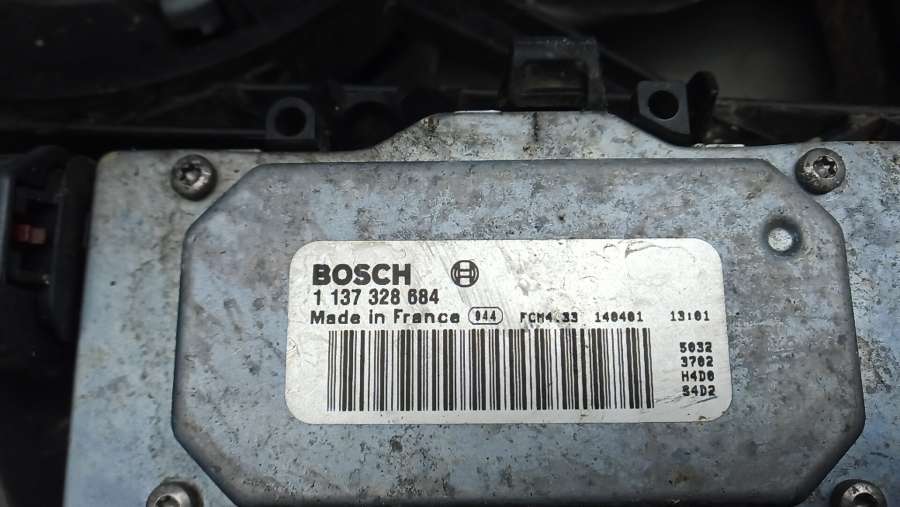 BOSCH
1 137 328 684
Made in France 044 FCM4.33 140401 13:01
5032
3702
H4D0
S4D2